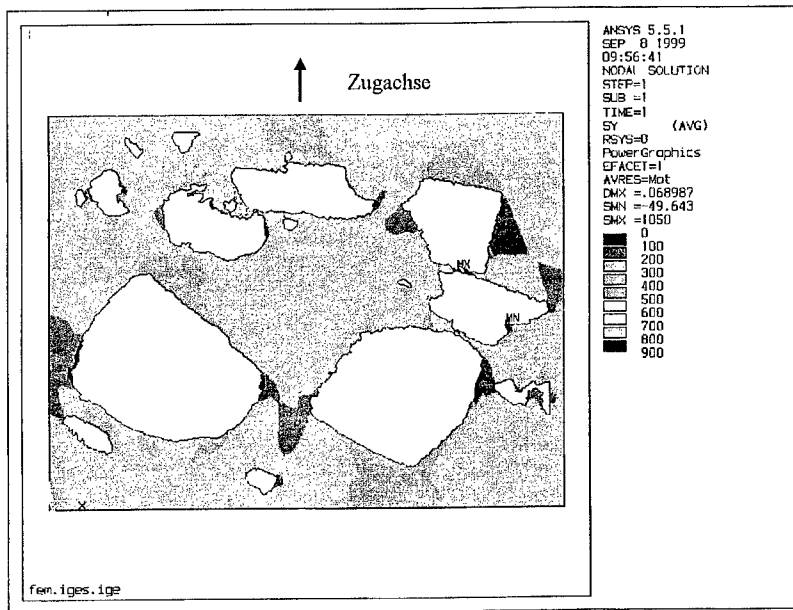 1
ANSYS 5.5.1
SEP 8 1999
09:56:41
NODAL SOLUTION
STEP=1
SUB =1
TIME=1
SY (AVG)
RSYS=0
PowerGraphics
EFACET=1
AVRES=Mat
DMX =.068987
SMN =-49.643
SMX =1050
0
100
200
300
400
500
600
700
800
900
Zugachse
MX
MN
X
fem.iges.ige